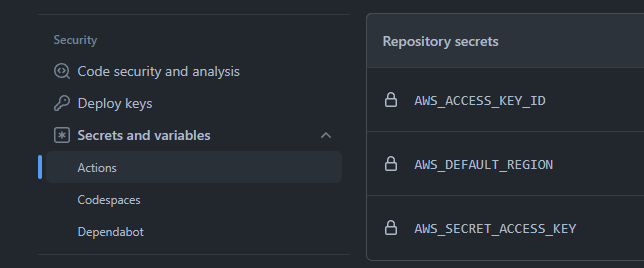 Security
Code security and analysis
Deploy keys
Secrets and variables
Actions
Codespaces
Dependabot
Repository secrets
AWS_ACCESS_KEY_ID
AWS_DEFAULT_REGION
AWS_SECRET_ACCESS_KEY